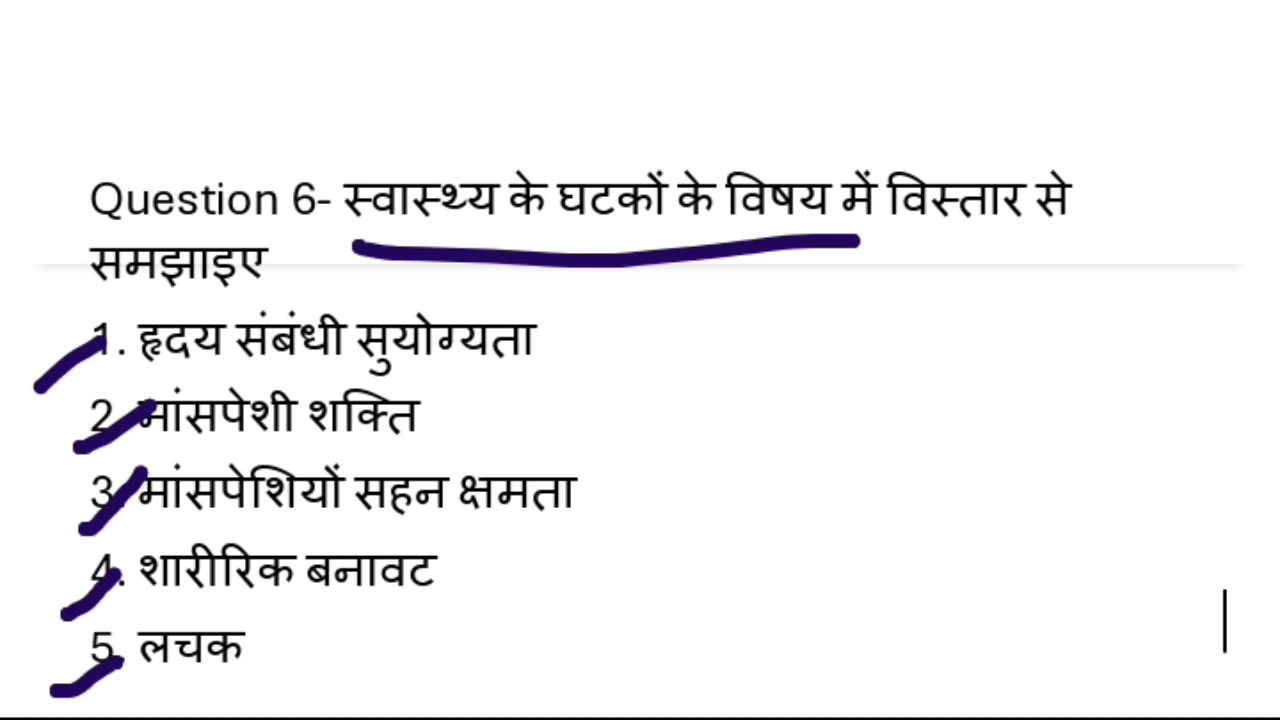 Question 6- स्वास्थ्य के घटकों के विषय में विस्तार से
समझाइए
1. हृदय संबंधी सुयोग्यता
2. मांसपेशी शक्ति
3. मांसपेशियों सहन क्षमता
4. शारीरिक बनावट
5. लचक